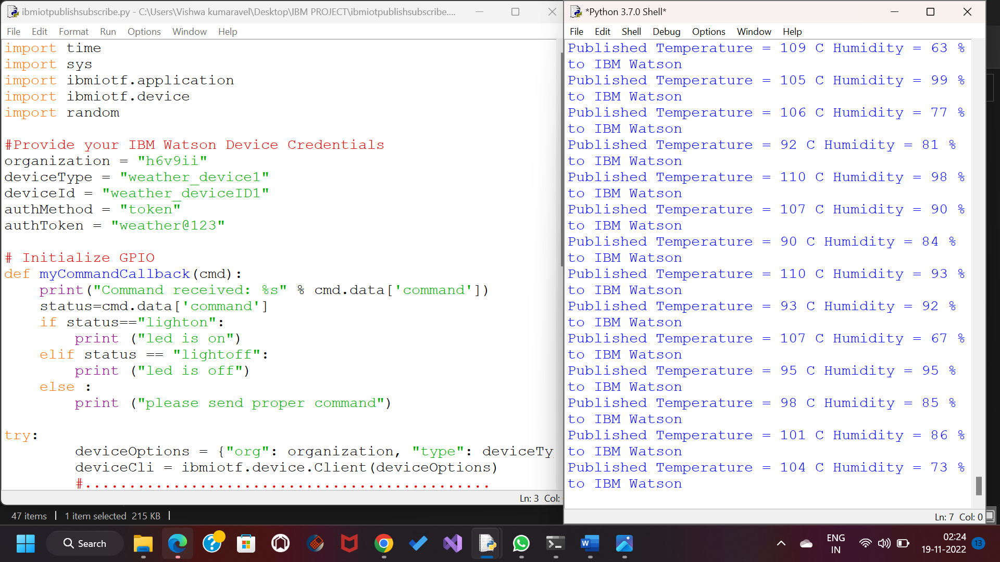 ibmiotpublishsubscribe.py - C:\Users\Vishwa kumaravel\Desktop\IBM PROJECT\ibmiotpublishsubscribe....
File Edit Format Run Options Window Help
import time
import sys
import ibmiotf.application
import ibmiotf.device
import random
#Provide your IBM Watson Device Credentials
organization = "h6v9ii"
deviceType = "weather_device1"
deviceId = "weather_deviceID1"
authMethod = "token"
authToken = "weather@123"
# Initialize GPIO
def myCommandCallback(cmd):
    print("Command received: %s" % cmd.data['command'])
    status=cmd.data['command']
    if status=="lighton":
        print ("led is on")
    elif status == "lightoff":
        print ("led is off")
    else :
        print ("please send proper command")
try:
        deviceOptions = {"org": organization, "type": deviceTy
        deviceCli = ibmiotf.device.Client(deviceOptions)
        #..............................................
Ln: 3 Col:
*Python 3.7.0 Shell*
File Edit Shell Debug Options Window Help
Published Temperature = 109 C Humidity = 63 %
to IBM Watson
Published Temperature = 105 C Humidity = 99 %
to IBM Watson
Published Temperature = 106 C Humidity = 77 %
to IBM Watson
Published Temperature = 92 C Humidity = 81 %
to IBM Watson
Published Temperature = 110 C Humidity = 98 %
to IBM Watson
Published Temperature = 107 C Humidity = 90 %
to IBM Watson
Published Temperature = 90 C Humidity = 84 %
to IBM Watson
Published Temperature = 110 C Humidity = 93 %
to IBM Watson
Published Temperature = 93 C Humidity = 92 %
to IBM Watson
Published Temperature = 107 C Humidity = 67 %
to IBM Watson
Published Temperature = 95 C Humidity = 95 %
to IBM Watson
Published Temperature = 98 C Humidity = 85 %
to IBM Watson
Published Temperature = 101 C Humidity = 86 %
to IBM Watson
Published Temperature = 104 C Humidity = 73 %
to IBM Watson
Ln: 7 Col: 0
47 items | 1 item selected 215 KB |
Search
ENG
IN
02:24
19-11-2022
13